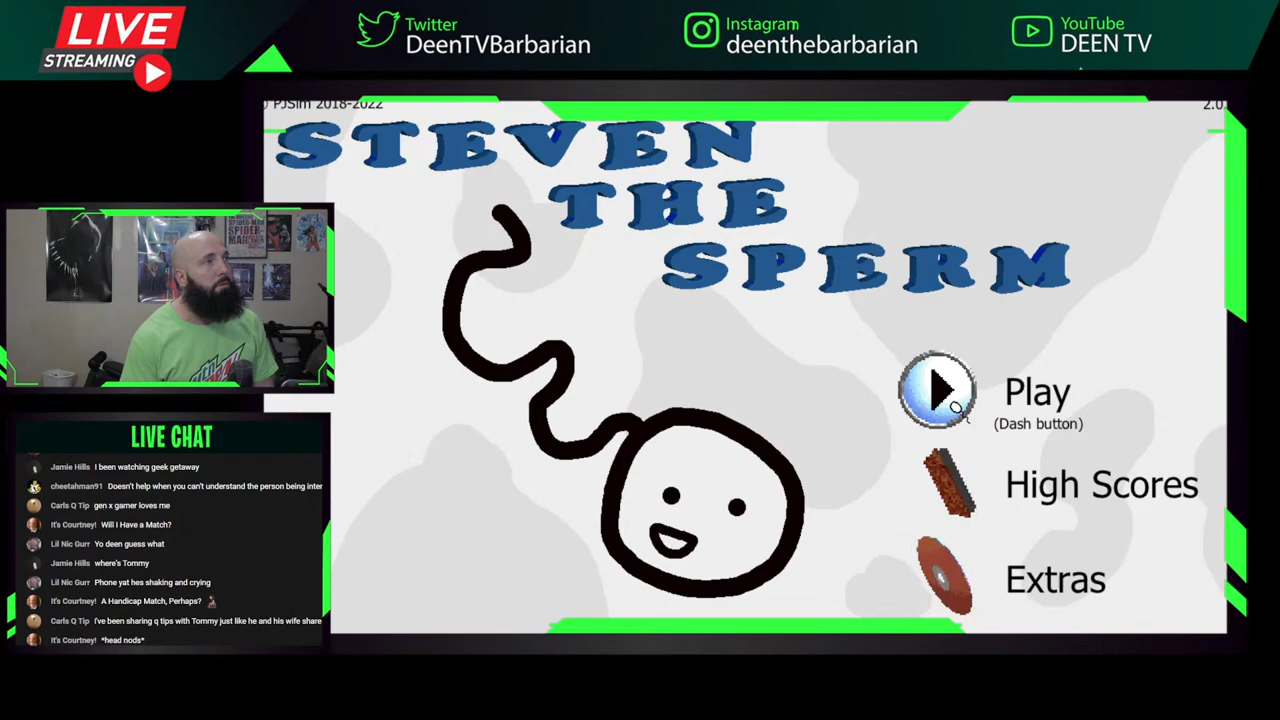 LIVE
STREAMING
Twitter
DeenTVBarbarian
Instagram
deenthebarbarian
YouTube
DEEN TV
PJSim 2018-2022
2.0
STEVEN
THE
SPERM
Play
(Dash button)
High Scores
Extras
SPIDER-
MAN
LIVE CHAT
Jamie Hills I been watching geek getaway
cheetahman91 Doesn't help when you can't understand the person being inter
Carls Q Tip gen x gamer loves me
It's Courtney! Will I Have a Match?
Lil Nic Gurr Yo deen guess what
Jamie Hills where's Tommy
Lil Nic Gurr Phone yat hes shaking and crying
It's Courtney! A Handicap Match, Perhaps?
Carls Q Tip I've been sharing q tips with Tommy just like he and his wife share
It's Courtney! *head nods*